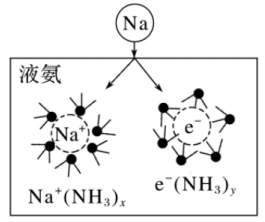 Na
液氨
Na⁺ e⁻
Na⁺(NH₃)ₓ e⁻(NH₃)ᵧ